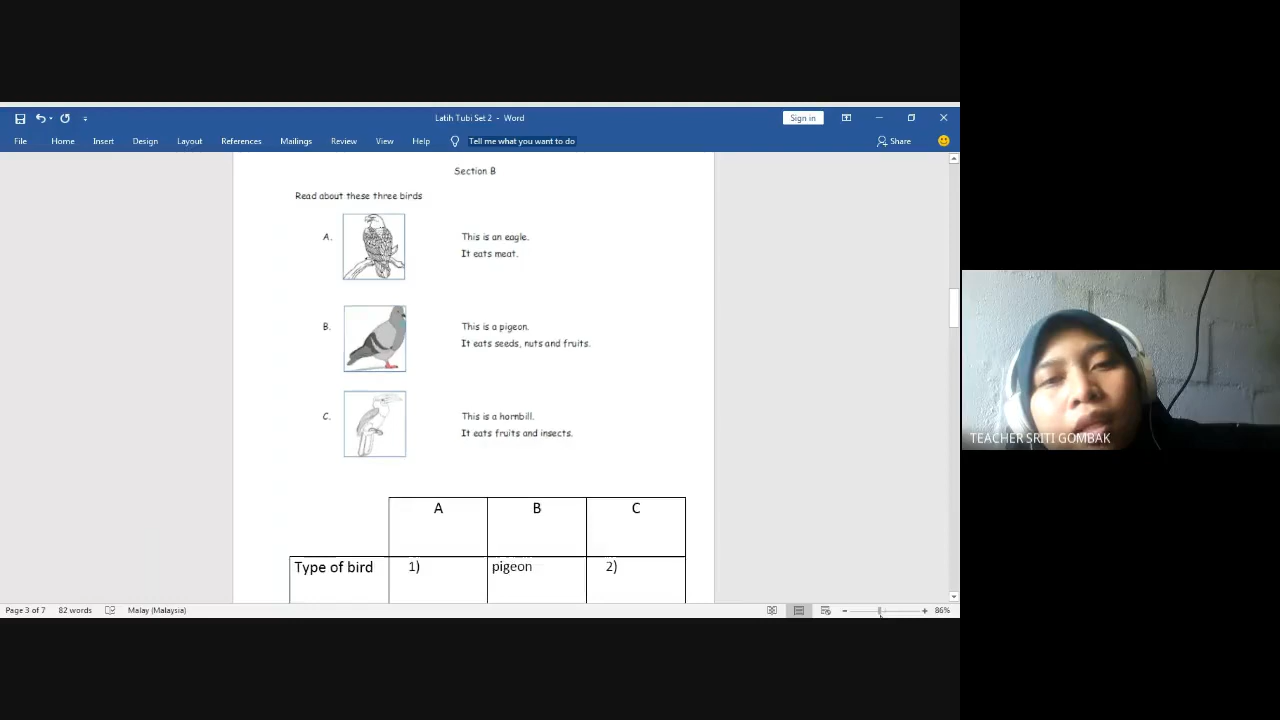 Latih Tubi Set 2 - Word
Sign in
File Home Insert Design Layout References Mailings Review View Help Tell me what you want to do Share
Section B
Read about these three birds
A. This is an eagle.
It eats meat.
B. This is a pigeon.
It eats seeds, nuts and fruits.
C. This is a hornbill.
It eats fruits and insects.
A B C
Type of bird 1) pigeon 2)
Page 3 of 7 82 words Malay (Malaysia) 86%
TEACHER SRITI GOMBAK